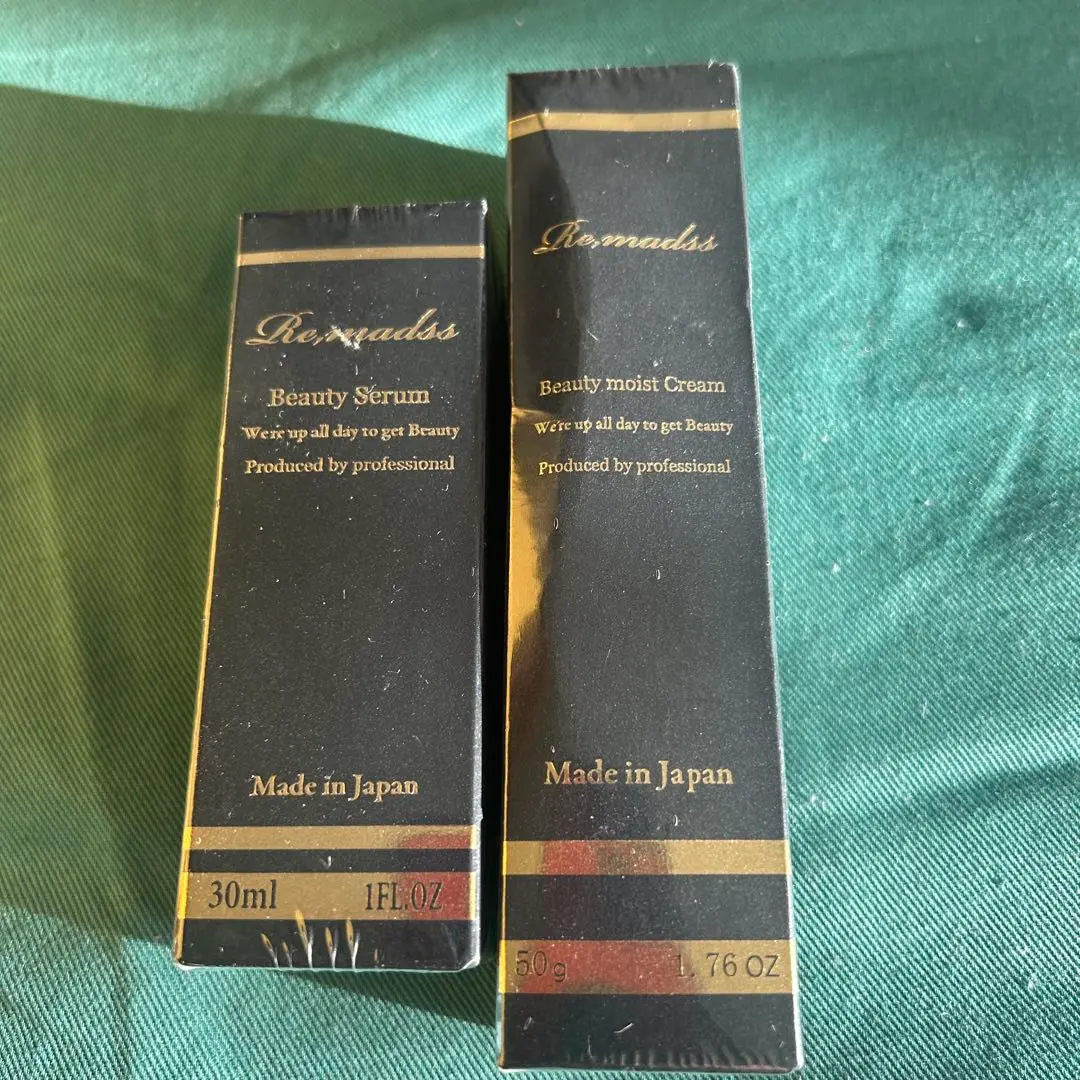 Re,madss
Beauty Serum
We're up all day to get Beauty
Produced by professional
Made in Japan
30ml 1FL.OZ
Re,madss
Beauty moist Cream
We're up all day to get Beauty
Produced by professional
Made in Japan
50g 1.76 OZ